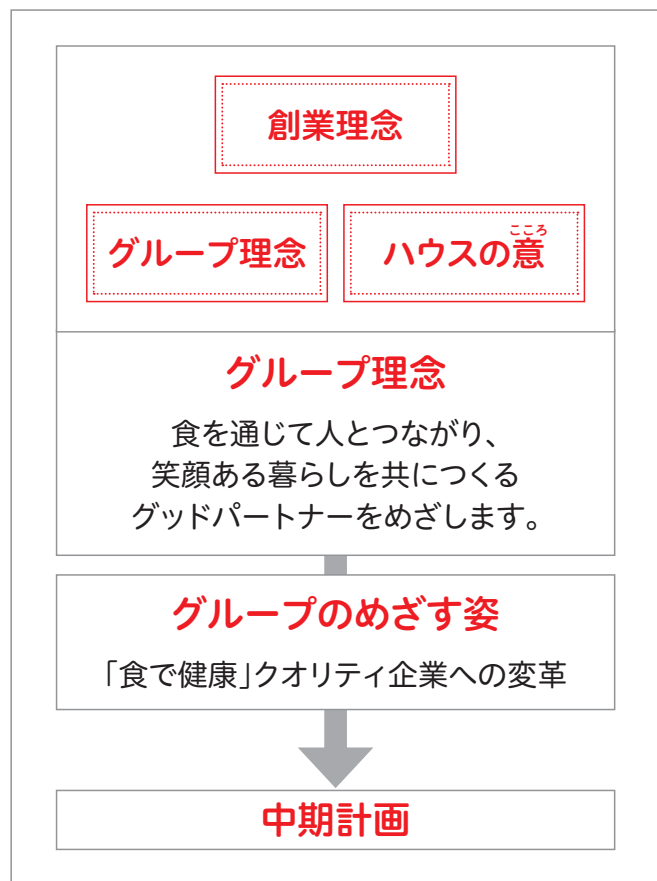 創業理念
グループ理念
ハウスの意
こころ
グループ理念
食を通じて人とつながり、
笑顔ある暮らしを共につくる
グッドパートナーをめざします。
グループのめざす姿
「食で健康」クオリティ企業への変革
中期計画